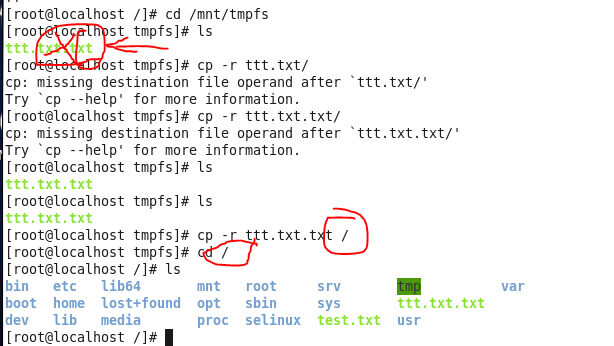 [root@localhost /]# cd /mnt/tmpfs
[root@localhost tmpfs]# ls
ttt.txt.txt
[root@localhost tmpfs]# cp -r ttt.txt/
cp: missing destination file operand after `ttt.txt/'
Try `cp --help' for more information.
[root@localhost tmpfs]# cp -r ttt.txt.txt/
cp: missing destination file operand after `ttt.txt.txt/'
Try `cp --help' for more information.
[root@localhost tmpfs]# ls
ttt.txt.txt
[root@localhost tmpfs]# ls
ttt.txt.txt
[root@localhost tmpfs]# cp -r ttt.txt.txt /
[root@localhost tmpfs]# cd /
[root@localhost /]# ls
bin etc lib64 mnt root srv tmp var
boot home lost+found opt sbin sys ttt.txt.txt
dev lib media proc selinux test.txt usr
[root@localhost /]#